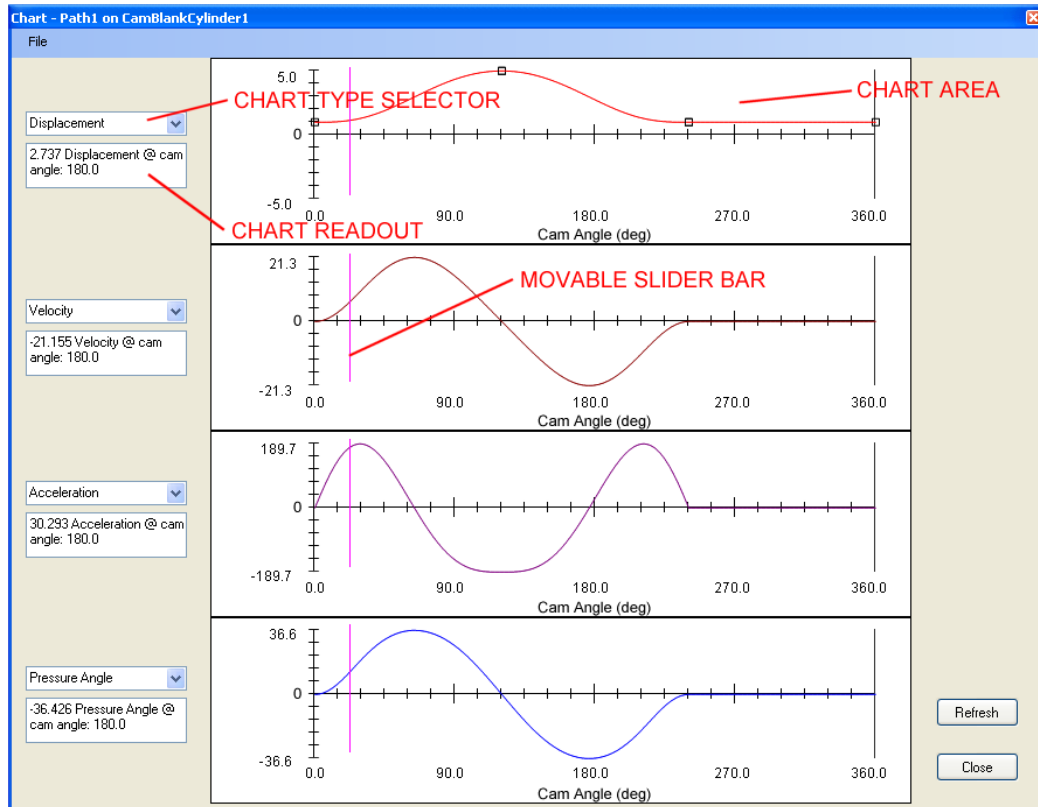 Chart - Path1 on CamBlankCylinder1
File
CHART TYPE SELECTOR
CHART AREA
Displacement
2.737 Displacement @ cam
angle: 180.0
CHART READOUT
5.0
0
-5.0
0.0 90.0 180.0 270.0 360.0
Cam Angle (deg)
MOVABLE SLIDER BAR
Velocity
-21.155 Velocity @ cam
angle: 180.0
21.3
0
-21.3
0.0 90.0 180.0 270.0 360.0
Cam Angle (deg)
Acceleration
30.293 Acceleration @ cam
angle: 180.0
189.7
0
-189.7
0.0 90.0 180.0 270.0 360.0
Cam Angle (deg)
Pressure Angle
-36.426 Pressure Angle @
cam angle: 180.0
36.6
0
-36.6
0.0 90.0 180.0 270.0 360.0
Cam Angle (deg)
Refresh
Close